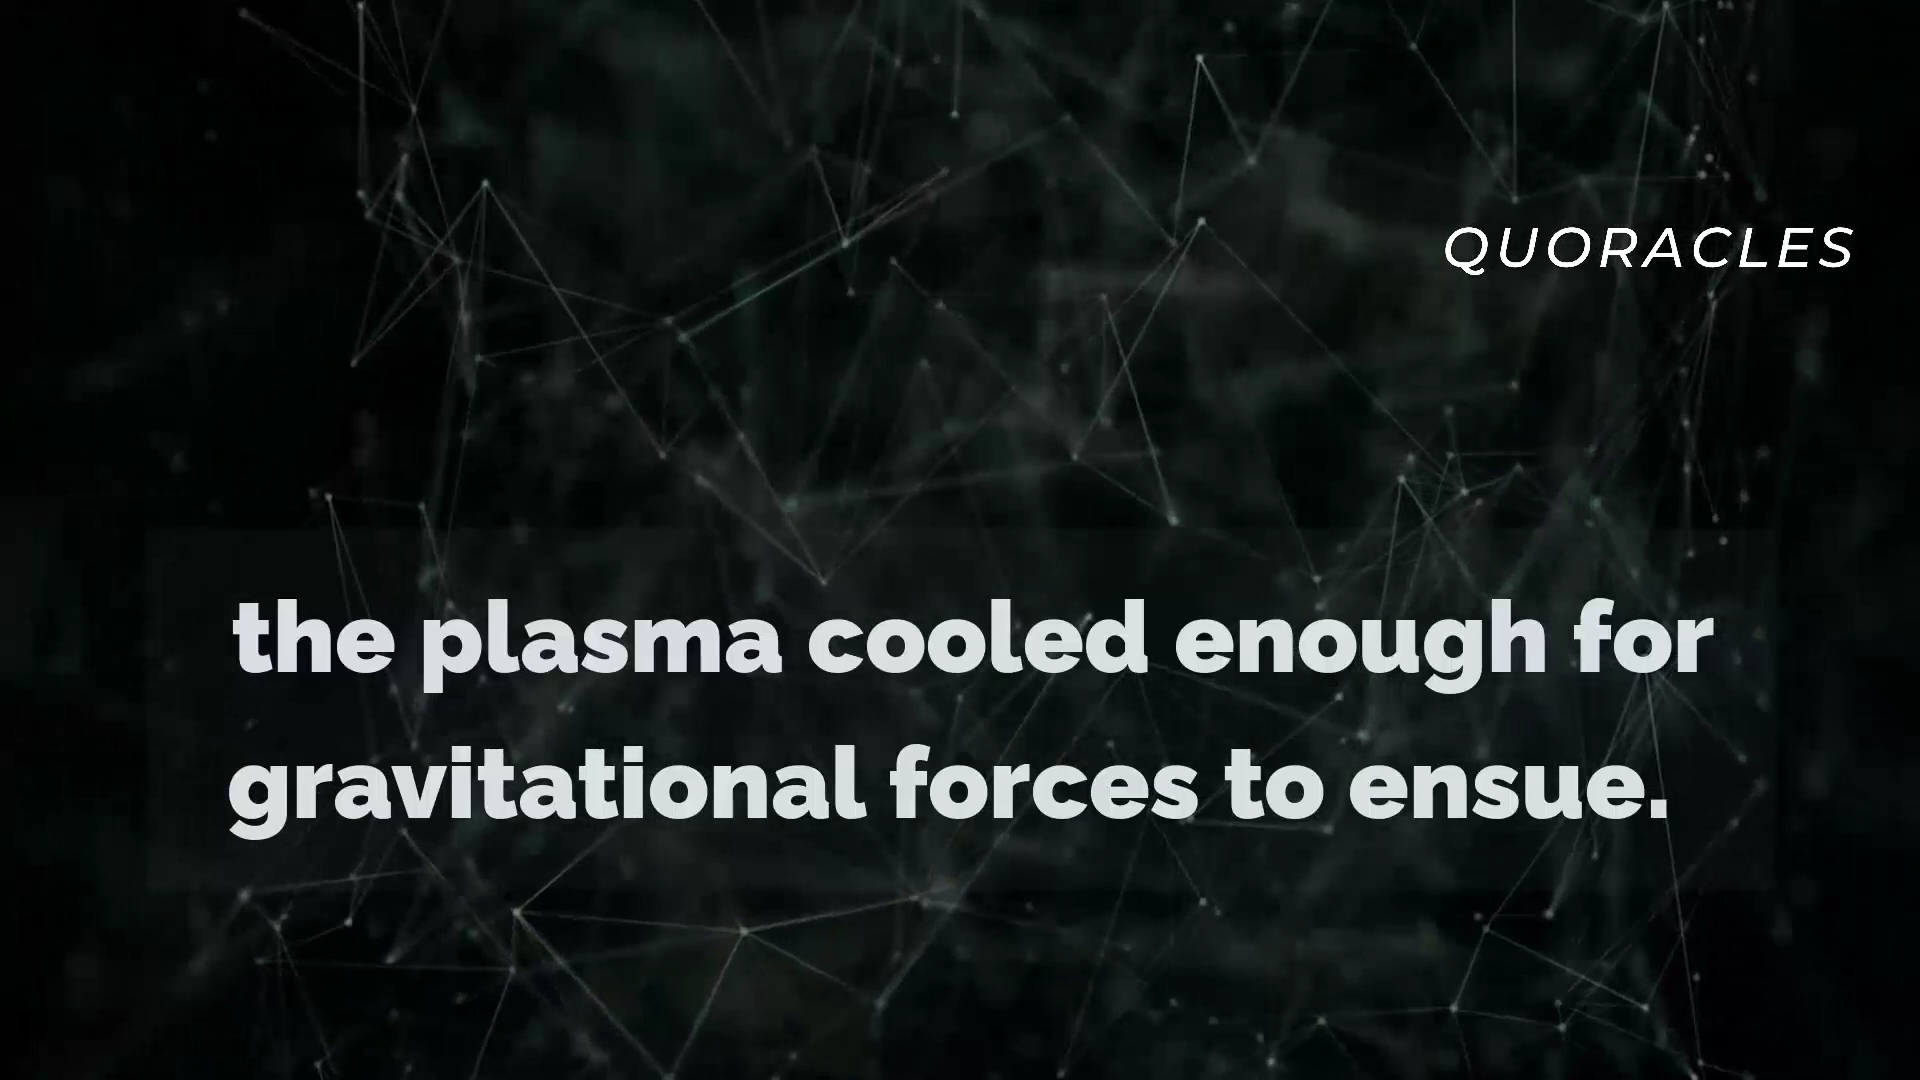 QUORACLES
the plasma cooled enough for
gravitational forces to ensue.